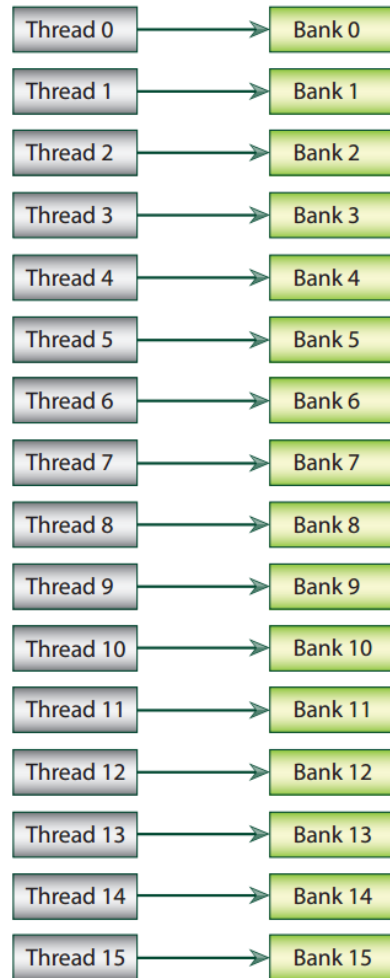 Thread 0 Bank 0
Thread 1 Bank 1
Thread 2 Bank 2
Thread 3 Bank 3
Thread 4 Bank 4
Thread 5 Bank 5
Thread 6 Bank 6
Thread 7 Bank 7
Thread 8 Bank 8
Thread 9 Bank 9
Thread 10 Bank 10
Thread 11 Bank 11
Thread 12 Bank 12
Thread 13 Bank 13
Thread 14 Bank 14
Thread 15 Bank 15